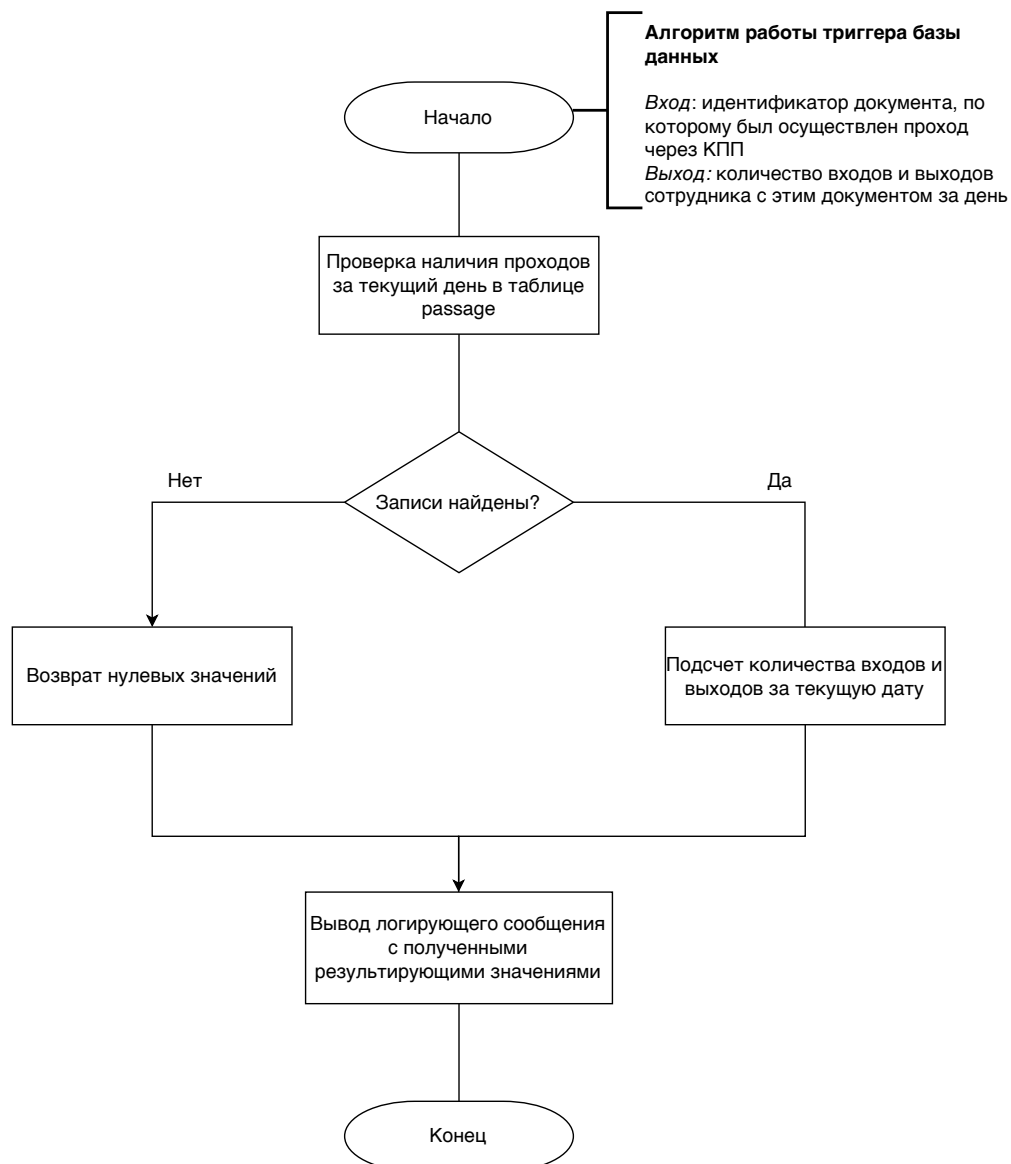 Алгоритм работы триггера базы
данных
Вход: идентификатор документа, по
которому был осуществлен проход
через КПП
Выход: количество входов и выходов
сотрудника с этим документом за день
Начало
Проверка наличия проходов
за текущий день в таблице
passage
Записи найдены?
Нет
Да
Возврат нулевых значений
Подсчет количества входов и
выходов за текущую дату
Вывод логирующего сообщения
с полученными
результирующими значениями
Конец